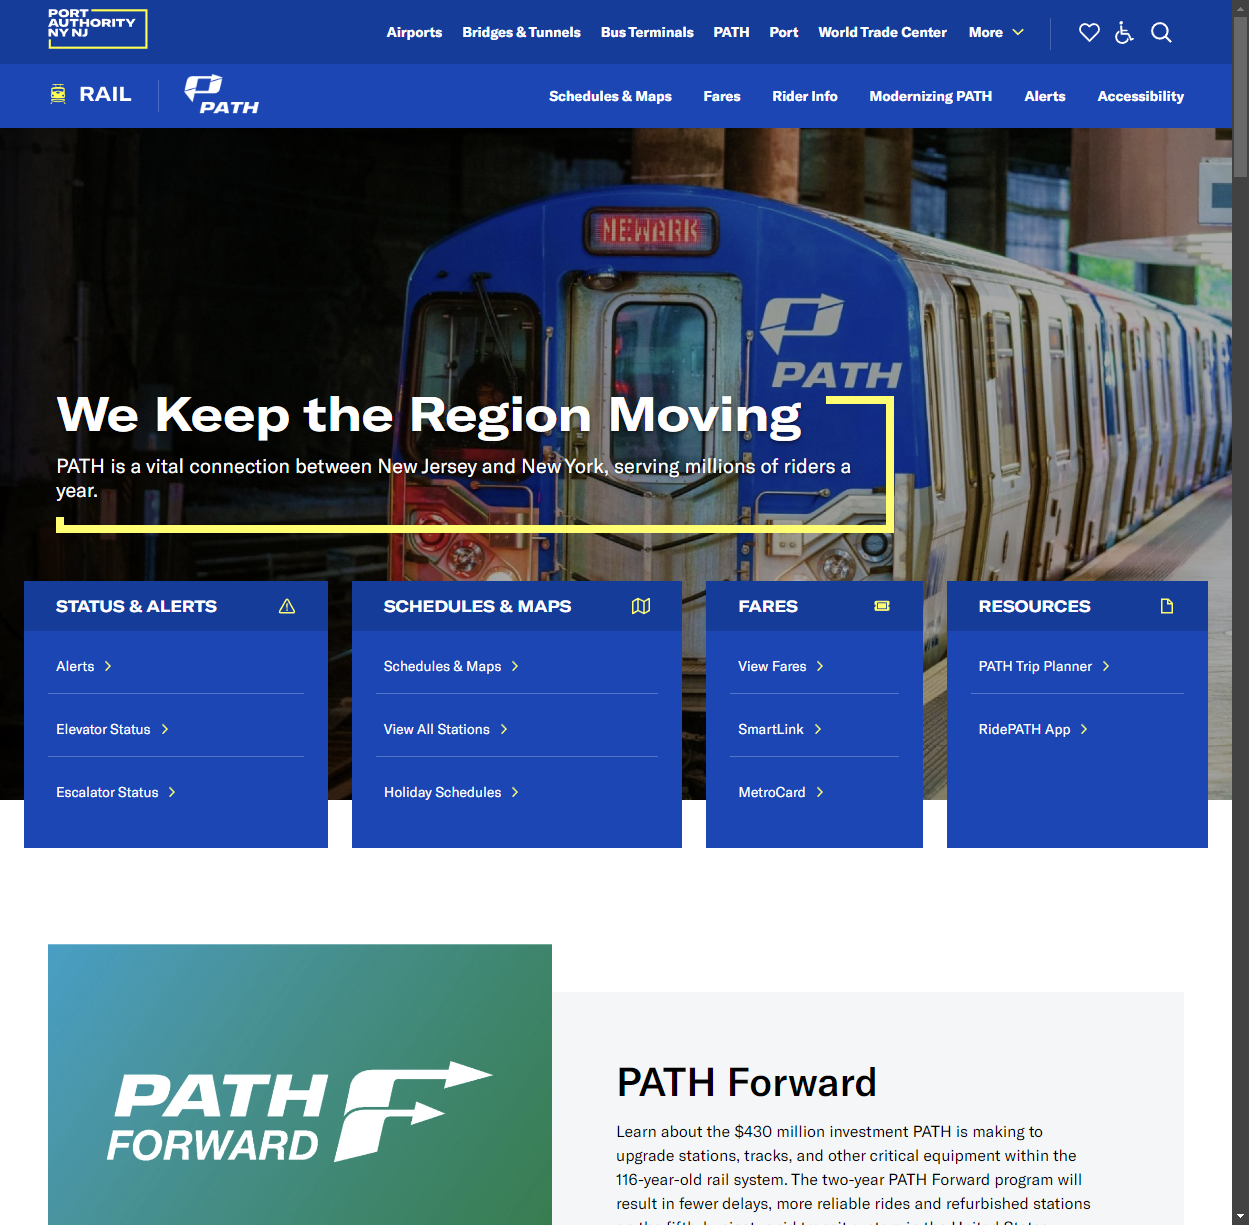 PORT
AUTHORITY
NY NJ
Airports Bridges & Tunnels Bus Terminals PATH Port World Trade Center More
RAIL PATH Schedules & Maps Fares Rider Info Modernizing PATH Alerts Accessibility
NEWARK
PATH
We Keep the Region Moving
PATH is a vital connection between New Jersey and New York, serving millions of riders a
year.
STATUS & ALERTS
Alerts
Elevator Status
Escalator Status
SCHEDULES & MAPS
Schedules & Maps
View All Stations
Holiday Schedules
FARES
View Fares
SmartLink
MetroCard
RESOURCES
PATH Trip Planner
RidePATH App
PATH
FORWARD
PATH Forward
Learn about the $430 million investment PATH is making to
upgrade stations, tracks, and other critical equipment within the
116-year-old rail system. The two-year PATH Forward program will
result in fewer delays, more reliable rides and refurbished stations